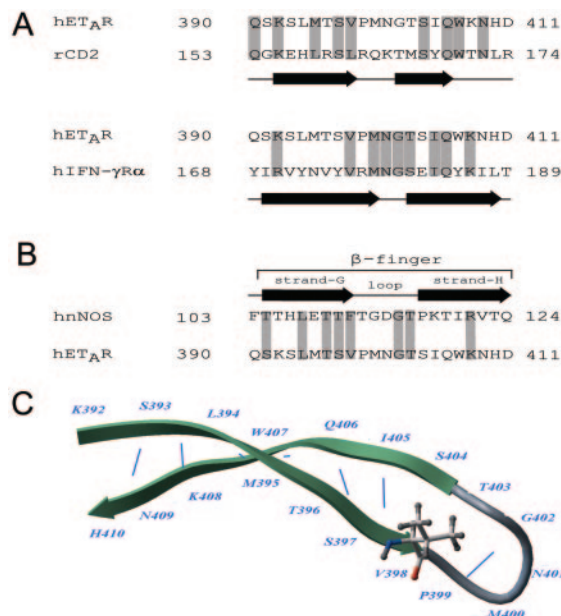 A
hETAR 390 QSKSLMTSVPMNGTSIQWKNHD 411
rCD2 153 QGKEHLRSLRQKTMSYQWTNLR 174
hETAR 390 QSKSLMTSVPMNGTSIQWKNHD 411
hIFN-γRα 168 YIRVYNVYVRMNGSEIQYKILT 189
B
β-finger
strand-G loop strand-H
hnNOS 103 FTTHLETTFTGDGTPKTIRVTQ 124
hETAR 390 QSKSLMTSVPMNGTSIQWKNHD 411
C
K392 S393 L394 W407 Q406 I405 S404 T403 G402 N401 M400 P399 V398 S397 T396 M395 K408 N409 H410